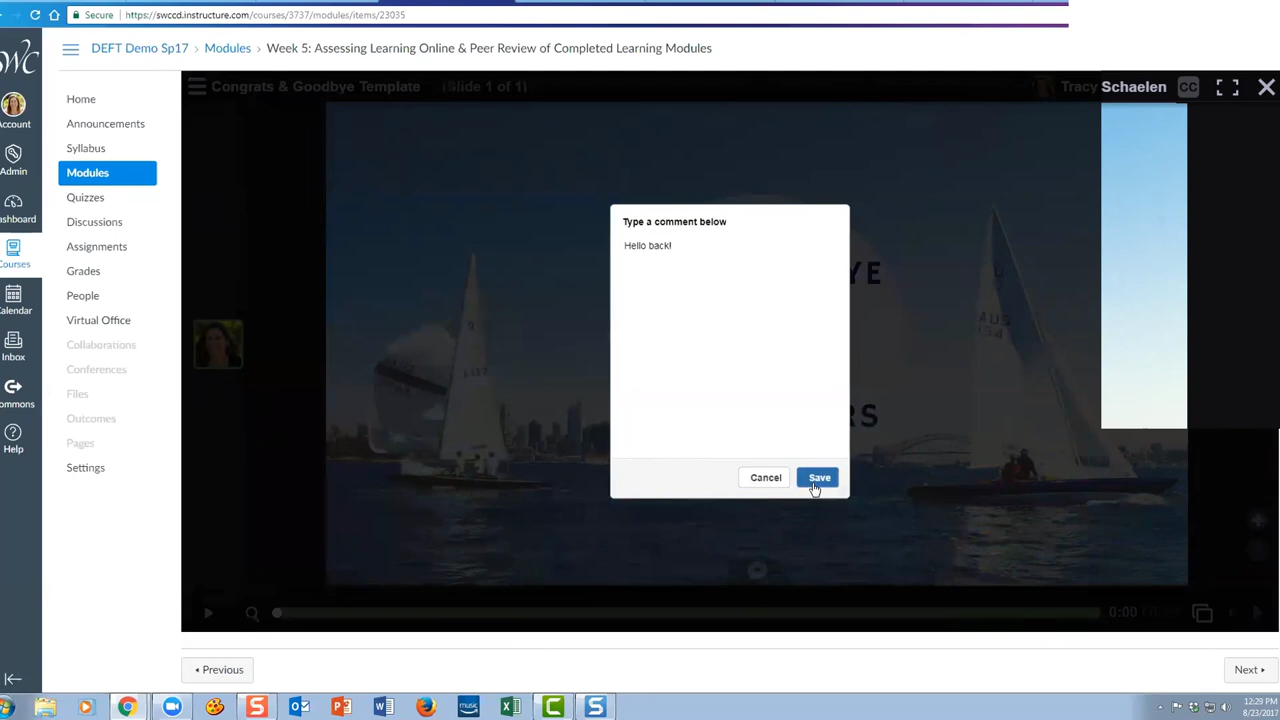 Secure https://swccd.instructure.com/courses/3737/modules/items/23035
SWC
DEFT Demo Sp17 › Modules › Week 5: Assessing Learning Online & Peer Review of Completed Learning Modules
Account
Admin
Dashboard
Courses
Calendar
Inbox
Commons
Help
Home
Announcements
Syllabus
Modules
Quizzes
Discussions
Assignments
Grades
People
Virtual Office
Collaborations
Conferences
Files
Outcomes
Pages
Settings
Congrats & Goodbye Template (Slide 1 of 1)
Tracy Schaelen CC
Type a comment below
Hello back!
YE
RS
AUS
Cancel Save
0:00
Previous
Next
12:29 PM
8/23/2017